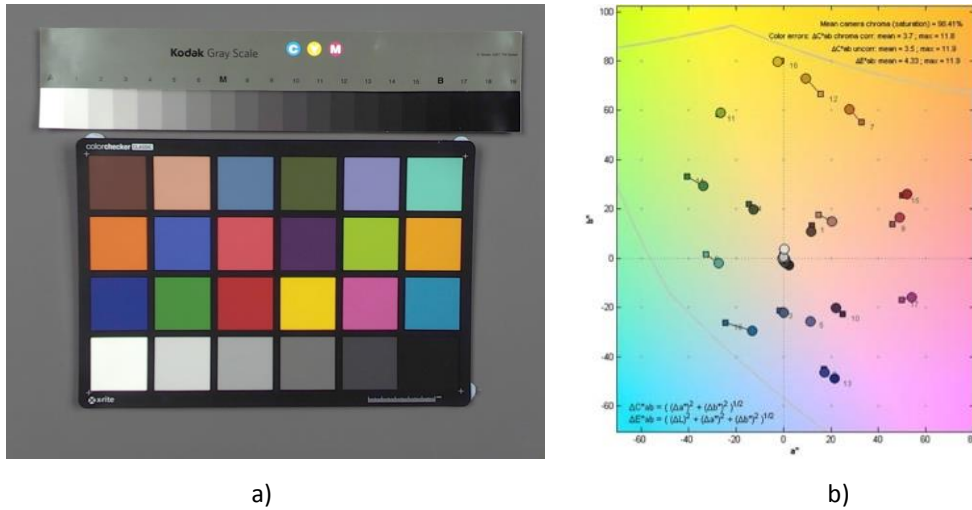 Kodak Gray Scale
C Y M
A 1 2 3 4 5 6 M 8 9 10 11 12 13 14 15 B 17 18 19
colorchecker CLASSIC
x-rite
a)
Mean camera chroma (saturation) = 98.41%
Color errors: ΔC*ab chroma corr: mean = 3.7 ; max = 11.8
ΔC*ab uncorr: mean = 3.5 ; max = 11.9
ΔE*ab: mean = 4.33 ; max = 11.9
100
80
60
40
20
0
-20
-40
-60
b*
16
12
7
11
15
9
1
17
10
3
6
18
13
ΔC*ab = ( (Δa*)² + (Δb*)² )¹/²
ΔE*ab = ( (ΔL)² + (Δa*)² + (Δb*)² )¹/²
-60 -40 -20 0 20 40 60 80
a*
b)